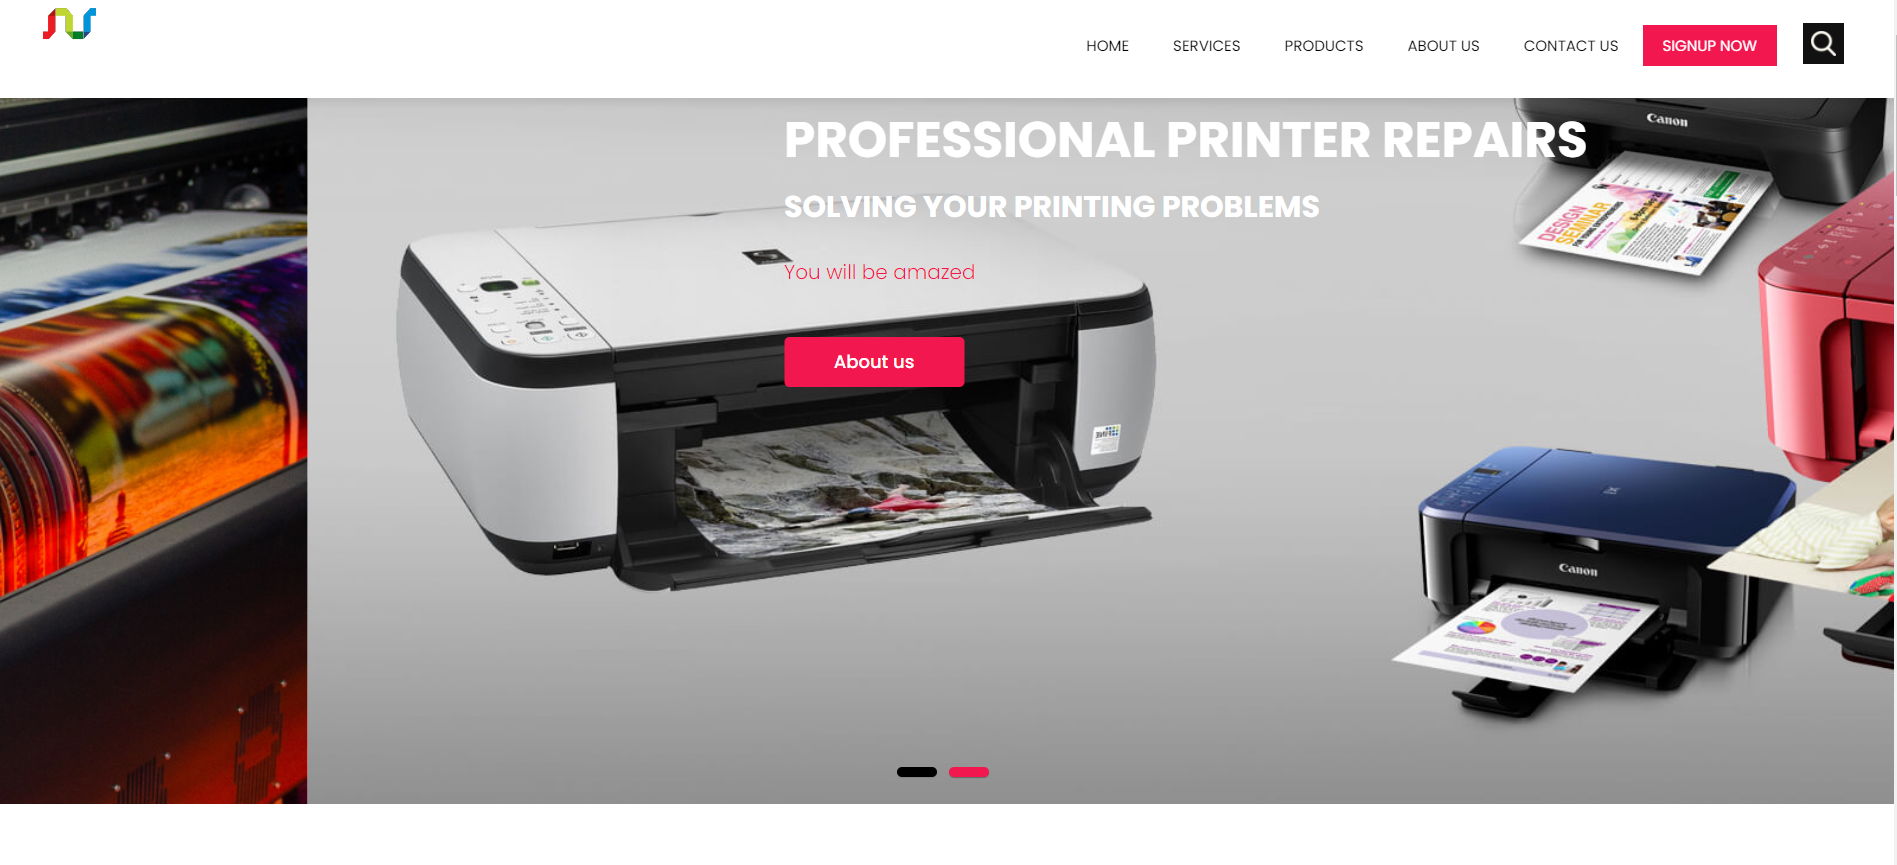 HOME
SERVICES
PRODUCTS
ABOUT US
CONTACT US
SIGNUP NOW
PROFESSIONAL PRINTER REPAIRS
SOLVING YOUR PRINTING PROBLEMS
You will be amazed
About us
Canon
DESIGN
SEMINAR
Canon